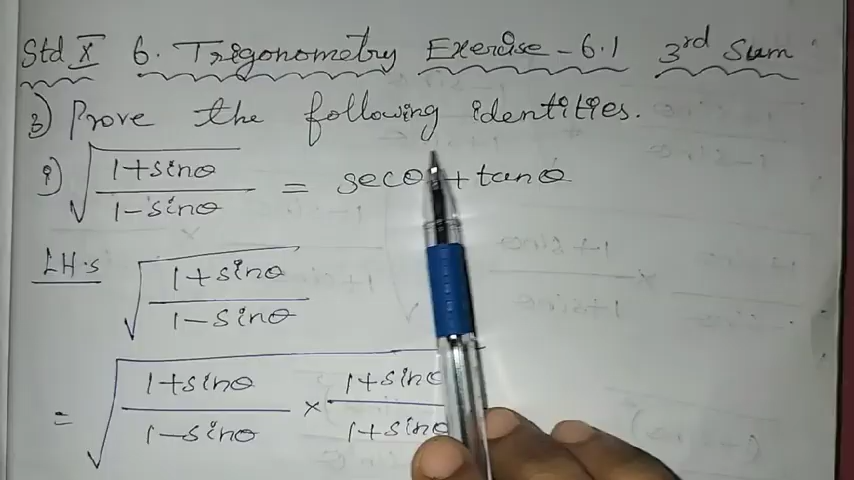 Std X 6. Trigonometry Exercise - 6.1 3rd Sum
3) Prove the following identities.
i) √(1+sinθ / 1-sinθ) = secθ + tanθ
LH.S √(1+sinθ / 1-sinθ)
= √(1+sinθ / 1-sinθ × 1+sinθ / 1+sinθ)